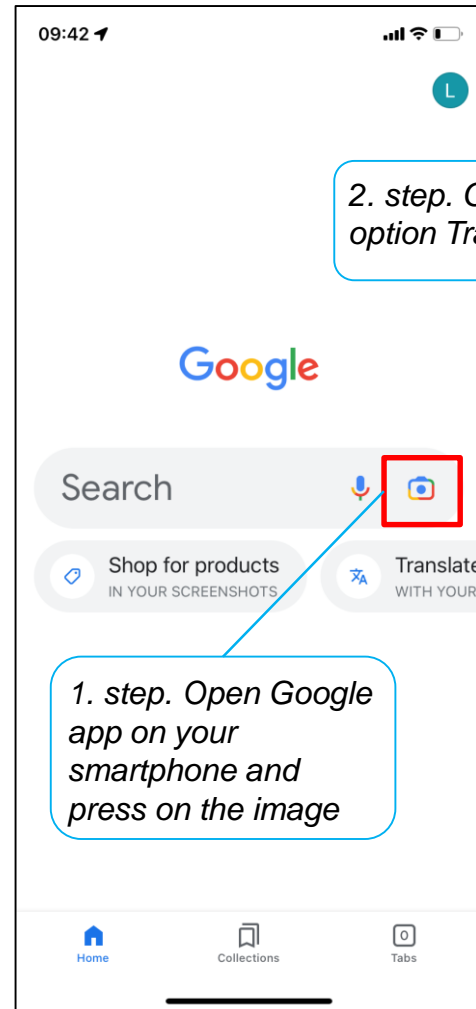 09:42
L
2. step.
option
Google
Search
Shop for products
IN YOUR SCREENSHOTS
Translate
WITH YOUR
1. step. Open Google
app on your
smartphone and
press on the image
0
Home
Collections
Tabs